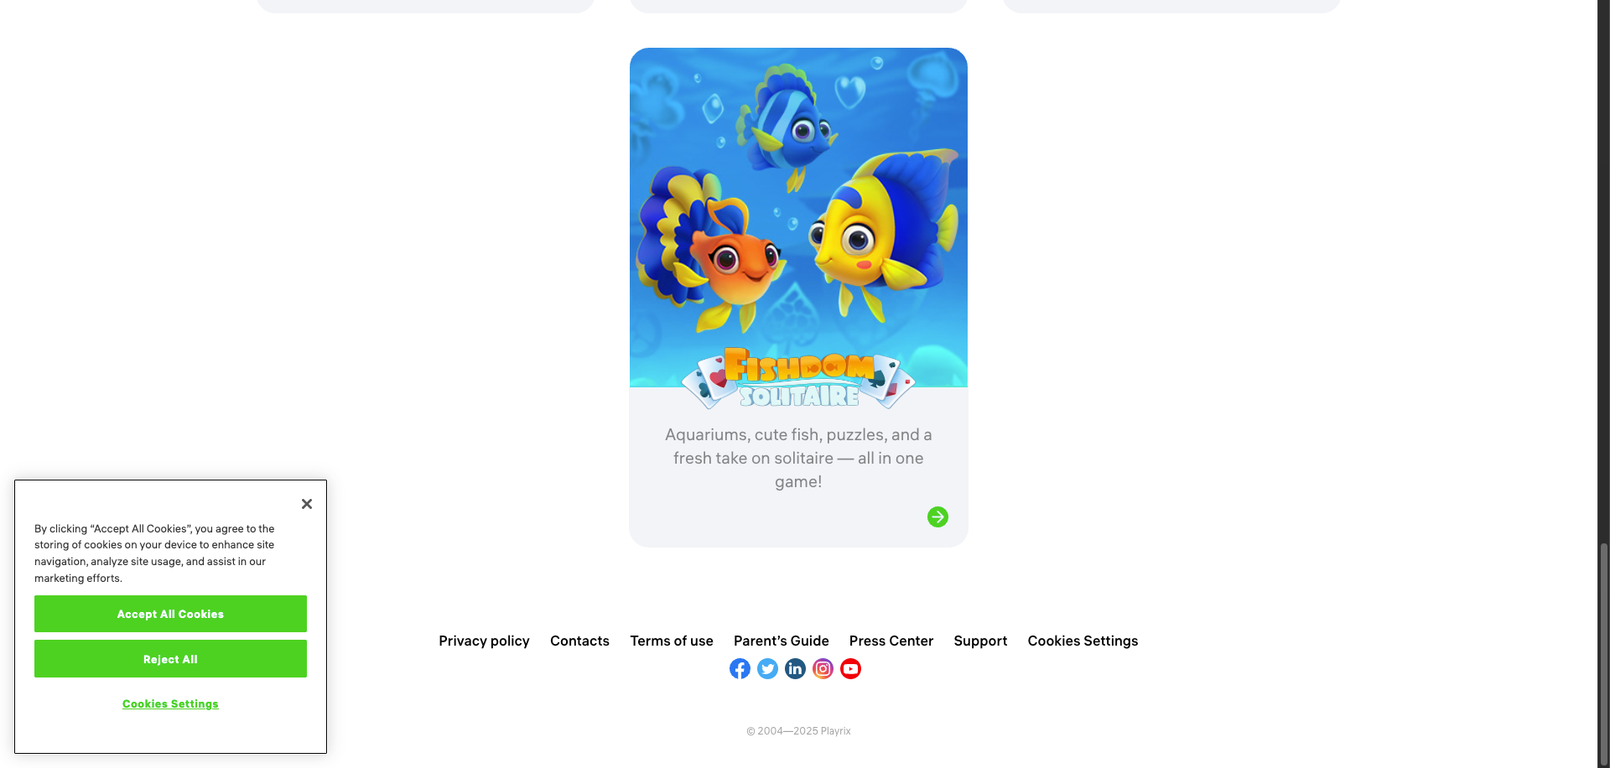 FISHDOM
SOLITAIRE
Aquariums, cute fish, puzzles, and a
fresh take on solitaire — all in one
game!
By clicking “Accept All Cookies”, you agree to the
storing of cookies on your device to enhance site
navigation, analyze site usage, and assist in our
marketing efforts.
Accept All Cookies
Reject All
Cookies Settings
Privacy policy Contacts Terms of use Parent’s Guide Press Center Support Cookies Settings
© 2004—2025 Playrix